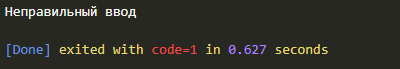 Неправильный ввод
[Done] exited with code=1 in 0.627 seconds